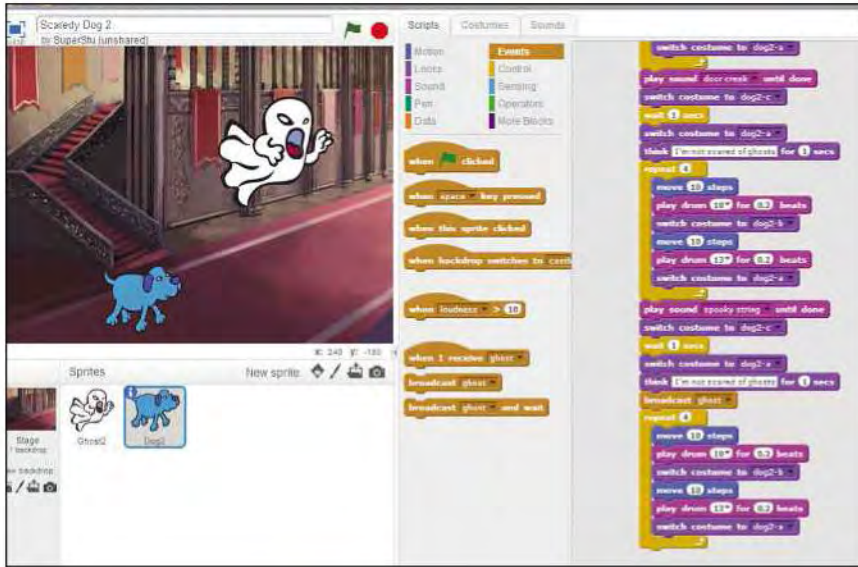 Scaredy Dog 2
by SuperStu (unshared)
Scripts Costumes Sounds
Motion Events
Looks Control
Sound Sensing
Pen Operators
Data More Blocks
when clicked
when space key pressed
when this sprite clicked
when backdrop switches to
when loudness > 10
when I receive ghost
broadcast ghost
broadcast ghost and wait
switch costume to dog2-a
play sound door creak until done
switch costume to dog2-c
wait 1 secs
switch costume to dog2-a
think I'm not scared of ghosts for 1 secs
repeat 4
move 10 steps
play drum 18 for 0.2 beats
switch costume to dog2-b
move 10 steps
play drum 13 for 0.2 beats
switch costume to dog2-a
play sound spooky string until done
switch costume to dog2-c
wait 1 secs
switch costume to dog2-a
think I'm not scared of ghosts for 1 secs
broadcast ghost
repeat 4
move 10 steps
play drum for 0.2 beats
switch costume to dog2-b
move 10 steps
play drum for 0.2 beats
switch costume to dog2-a
x: 240 y: -180
Sprites New sprite:
Stage
1 backdrop
backdrop
Ghost2 Dog2